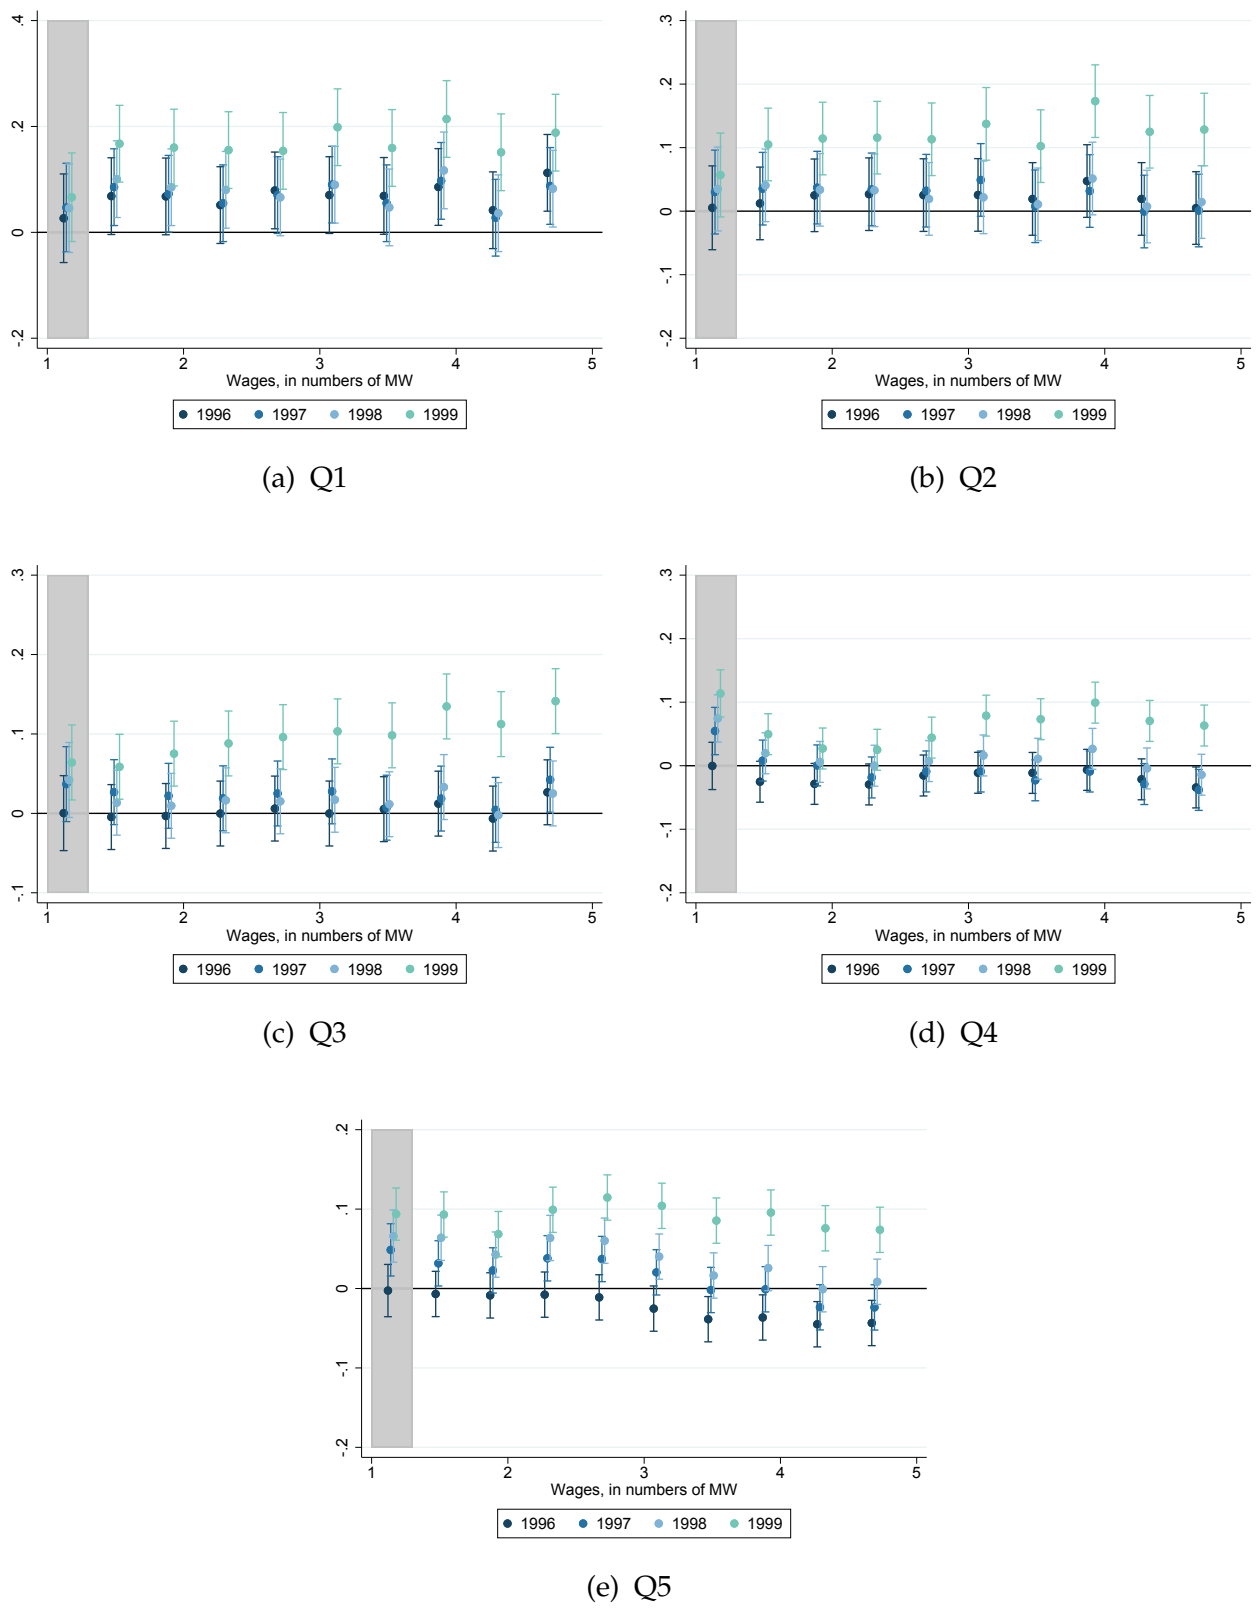 .4
.2
0
-.2
1 2 3 4 5
Wages, in numbers of MW
1996 1997 1998 1999
(a) Q1
.3
.2
.1
0
-.1
-.2
1 2 3 4 5
Wages, in numbers of MW
1996 1997 1998 1999
(b) Q2
.3
.2
.1
0
-.1
1 2 3 4 5
Wages, in numbers of MW
1996 1997 1998 1999
(c) Q3
.3
.2
.1
0
-.1
-.2
1 2 3 4 5
Wages, in numbers of MW
1996 1997 1998 1999
(d) Q4
.2
.1
0
-.1
-.2
1 2 3 4 5
Wages, in numbers of MW
1996 1997 1998 1999
(e) Q5